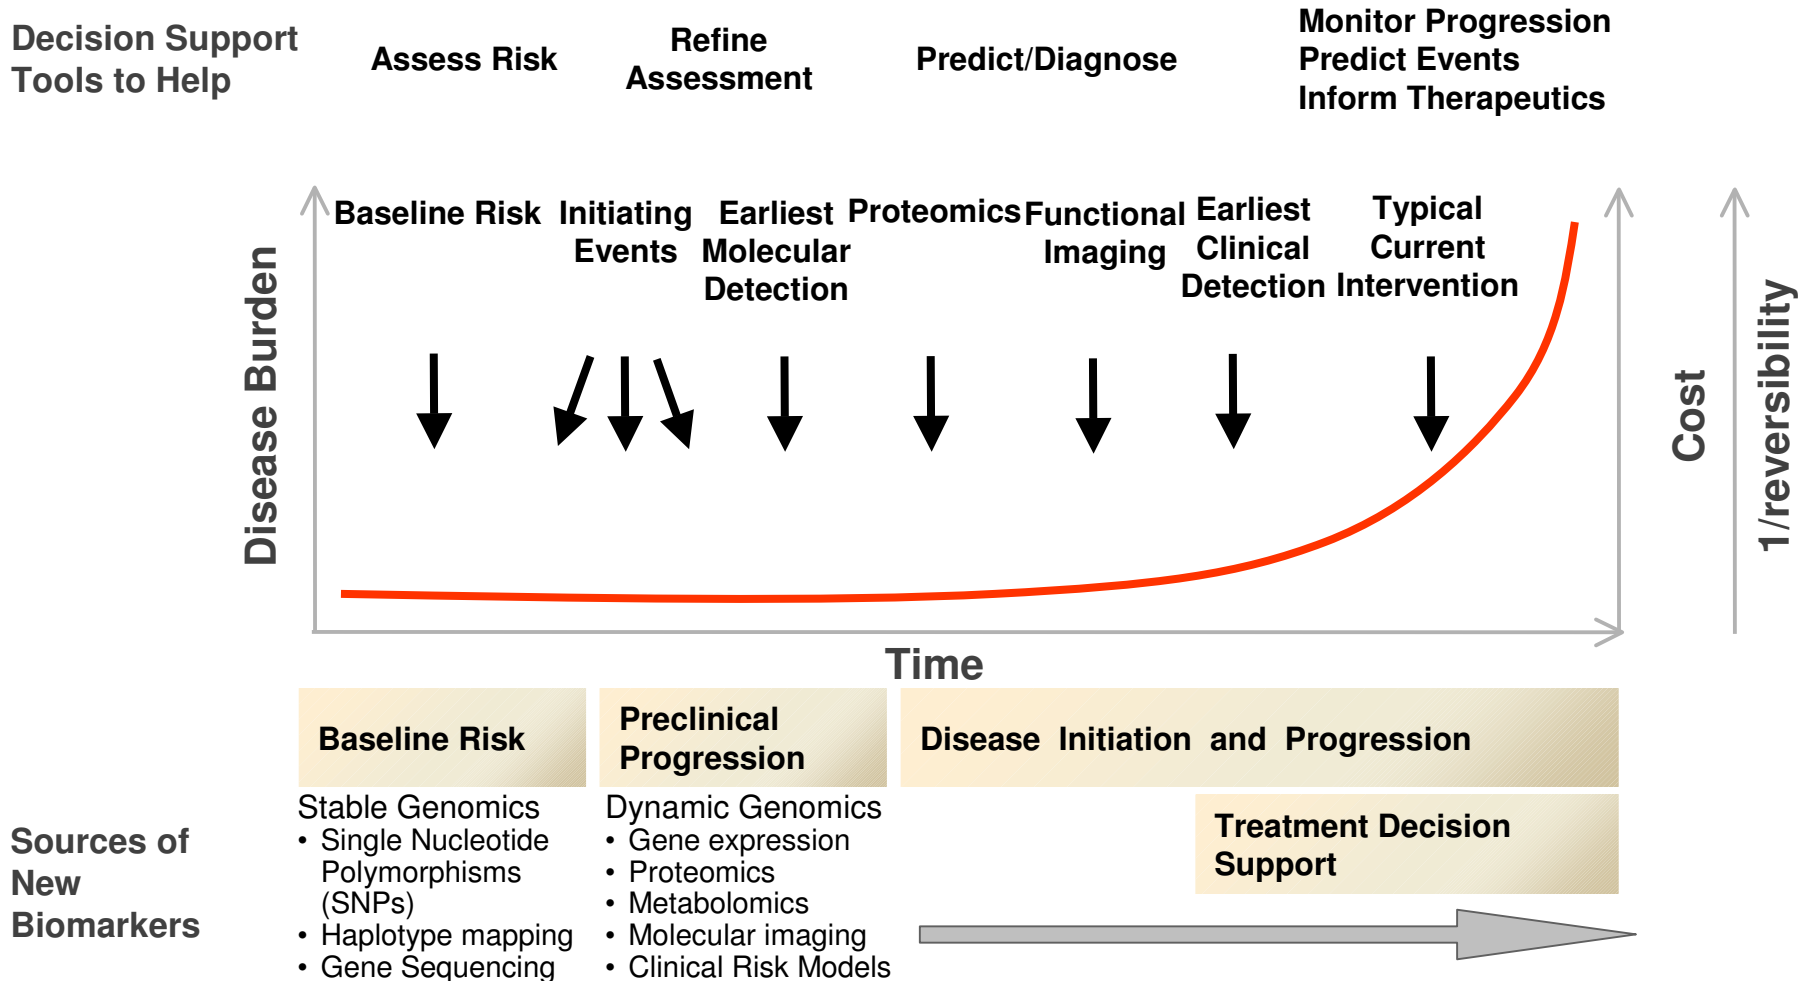 Decision Support
Tools to Help
Assess Risk
Refine
Assessment
Predict/Diagnose
Monitor Progression
Predict Events
Inform Therapeutics
Disease Burden
Baseline Risk
Initiating
Events
Earliest
Molecular
Detection
Proteomics
Functional
Imaging
Earliest
Clinical
Detection
Typical
Current
Intervention
Cost
1/reversibility
Time
Baseline Risk
Preclinical
Progression
Disease Initiation and Progression
Treatment Decision
Support
Sources of
New
Biomarkers
Stable Genomics
• Single Nucleotide
Polymorphisms
(SNPs)
• Haplotype mapping
• Gene Sequencing
Dynamic Genomics
• Gene expression
• Proteomics
• Metabolomics
• Molecular imaging
• Clinical Risk Models